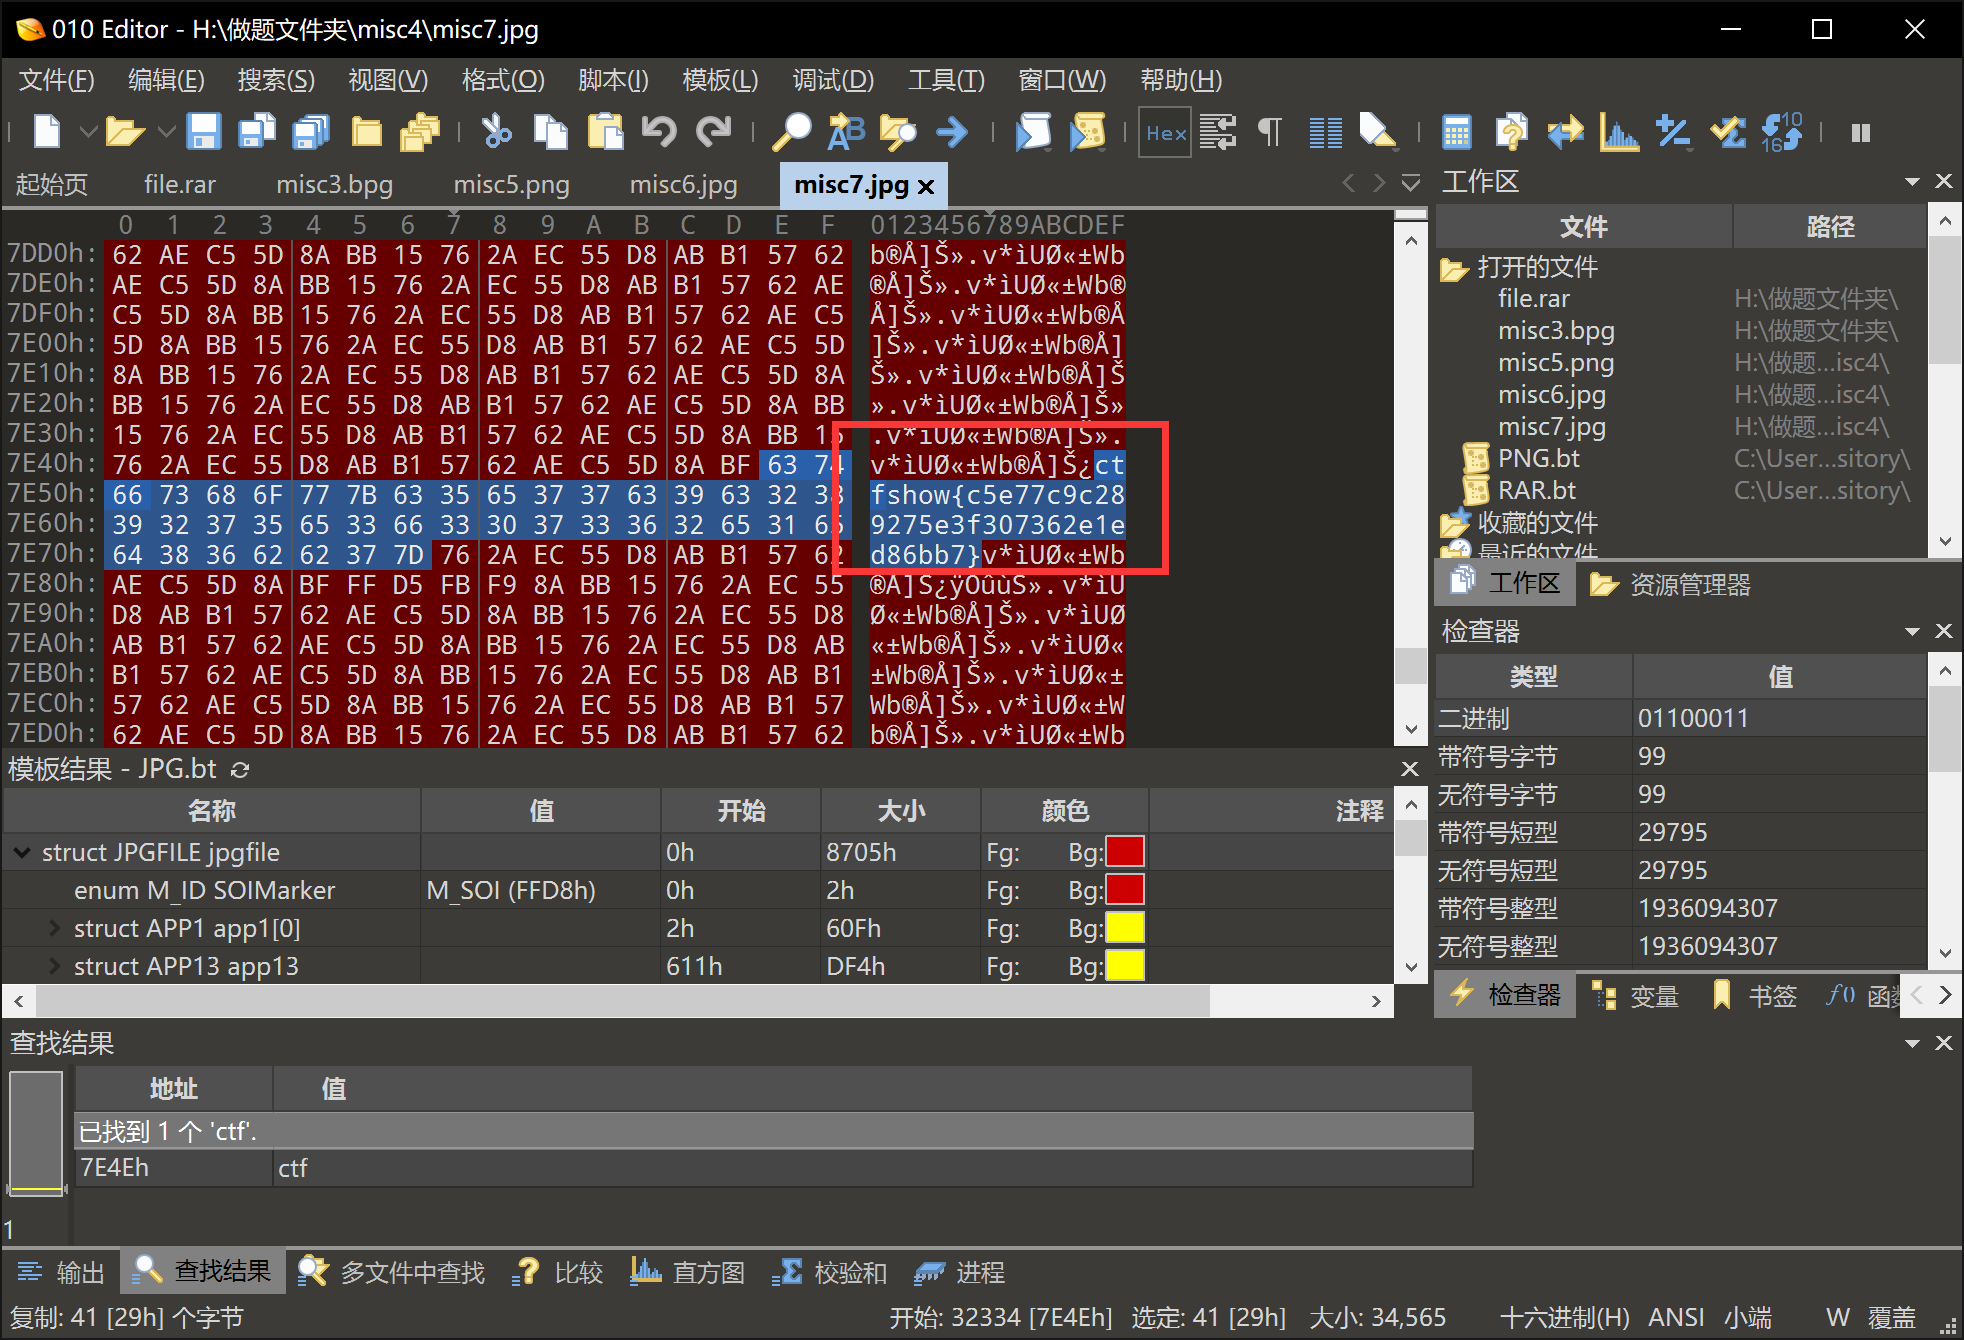 010 Editor - H:\做题文件夹\misc4\misc7.jpg
文件(F) 编辑(E) 搜索(S) 视图(V) 格式(O) 脚本(I) 模板(L) 调试(D) 工具(T) 窗口(W) 帮助(H)
Hex
起始页 file.rar misc3.bpg misc5.png misc6.jpg misc7.jpg
0 1 2 3 4 5 6 7 8 9 A B C D E F 0123456789ABCDEF
7DD0h: 62 AE C5 5D 8A BB 15 76 2A EC 55 D8 AB B1 57 62 b®Å]Š».v*ìUØ«±Wb
7DE0h: AE C5 5D 8A BB 15 76 2A EC 55 D8 AB B1 57 62 AE ®Å]Š».v*ìUØ«±Wb®
7DF0h: C5 5D 8A BB 15 76 2A EC 55 D8 AB B1 57 62 AE C5 Å]Š».v*ìUØ«±Wb®Å
7E00h: 5D 8A BB 15 76 2A EC 55 D8 AB B1 57 62 AE C5 5D ]Š».v*ìUØ«±Wb®Å]
7E10h: 8A BB 15 76 2A EC 55 D8 AB B1 57 62 AE C5 5D 8A Š».v*ìUØ«±Wb®Å]Š
7E20h: BB 15 76 2A EC 55 D8 AB B1 57 62 AE C5 5D 8A BB ».v*ìUØ«±Wb®Å]Š»
7E30h: 15 76 2A EC 55 D8 AB B1 57 62 AE C5 5D 8A BB 15 .v*ìUØ«±Wb®Å]Š».
7E40h: 76 2A EC 55 D8 AB B1 57 62 AE C5 5D 8A BF 63 74 v*ìUØ«±Wb®Å]Š¿ct
7E50h: 66 73 68 6F 77 7B 63 35 65 37 37 63 39 63 32 38 fshow{c5e77c9c28
7E60h: 39 32 37 35 65 33 66 33 30 37 33 36 32 65 31 65 9275e3f307362e1e
7E70h: 64 38 36 62 62 37 7D 76 2A EC 55 D8 AB B1 57 62 d86bb7}v*ìUØ«±Wb
7E80h: AE C5 5D 8A BF FF D5 FB F9 8A BB 15 76 2A EC 55 ®Å]Š¿ÿÕûùŠ».v*ìU
7E90h: D8 AB B1 57 62 AE C5 5D 8A BB 15 76 2A EC 55 D8 Ø«±Wb®Å]Š».v*ìUØ
7EA0h: AB B1 57 62 AE C5 5D 8A BB 15 76 2A EC 55 D8 AB «±Wb®Å]Š».v*ìUØ«
7EB0h: B1 57 62 AE C5 5D 8A BB 15 76 2A EC 55 D8 AB B1 ±Wb®Å]Š».v*ìUØ«±
7EC0h: 57 62 AE C5 5D 8A BB 15 76 2A EC 55 D8 AB B1 57 Wb®Å]Š».v*ìUØ«±W
7ED0h: 62 AE C5 5D 8A BB 15 76 2A EC 55 D8 AB B1 57 62 b®Å]Š».v*ìUØ«±Wb
模板结果 - JPG.bt
名称 值 开始 大小 颜色 注释
struct JPGFILE jpgfile 0h 8705h Fg: Bg:
enum M_ID SOIMarker M_SOI (FFD8h) 0h 2h Fg: Bg:
struct APP1 app1[0] 2h 60Fh Fg: Bg:
struct APP13 app13 611h DF4h Fg: Bg:
工作区
文件 路径
打开的文件
file.rar H:\做题文件夹\
misc3.bpg H:\做题文件夹\
misc5.png H:\做题...isc4\
misc6.jpg H:\做题...isc4\
misc7.jpg H:\做题...isc4\
PNG.bt C:\User...sitory\
RAR.bt C:\User...sitory\
收藏的文件
最近的文件
工作区 资源管理器
检查器
类型 值
二进制 01100011
带符号字节 99
无符号字节 99
带符号短型 29795
无符号短型 29795
带符号整型 1936094307
无符号整型 1936094307
检查器 变量 书签 f() 函数
查找结果
地址 值
已找到 1 个 'ctf'.
7E4Eh ctf
1
输出 查找结果 多文件中查找 比较 直方图 校验和 进程
复制: 41 [29h] 个字节 开始: 32334 [7E4Eh] 选定: 41 [29h] 大小: 34,565 十六进制(H) ANSI 小端 W 覆盖